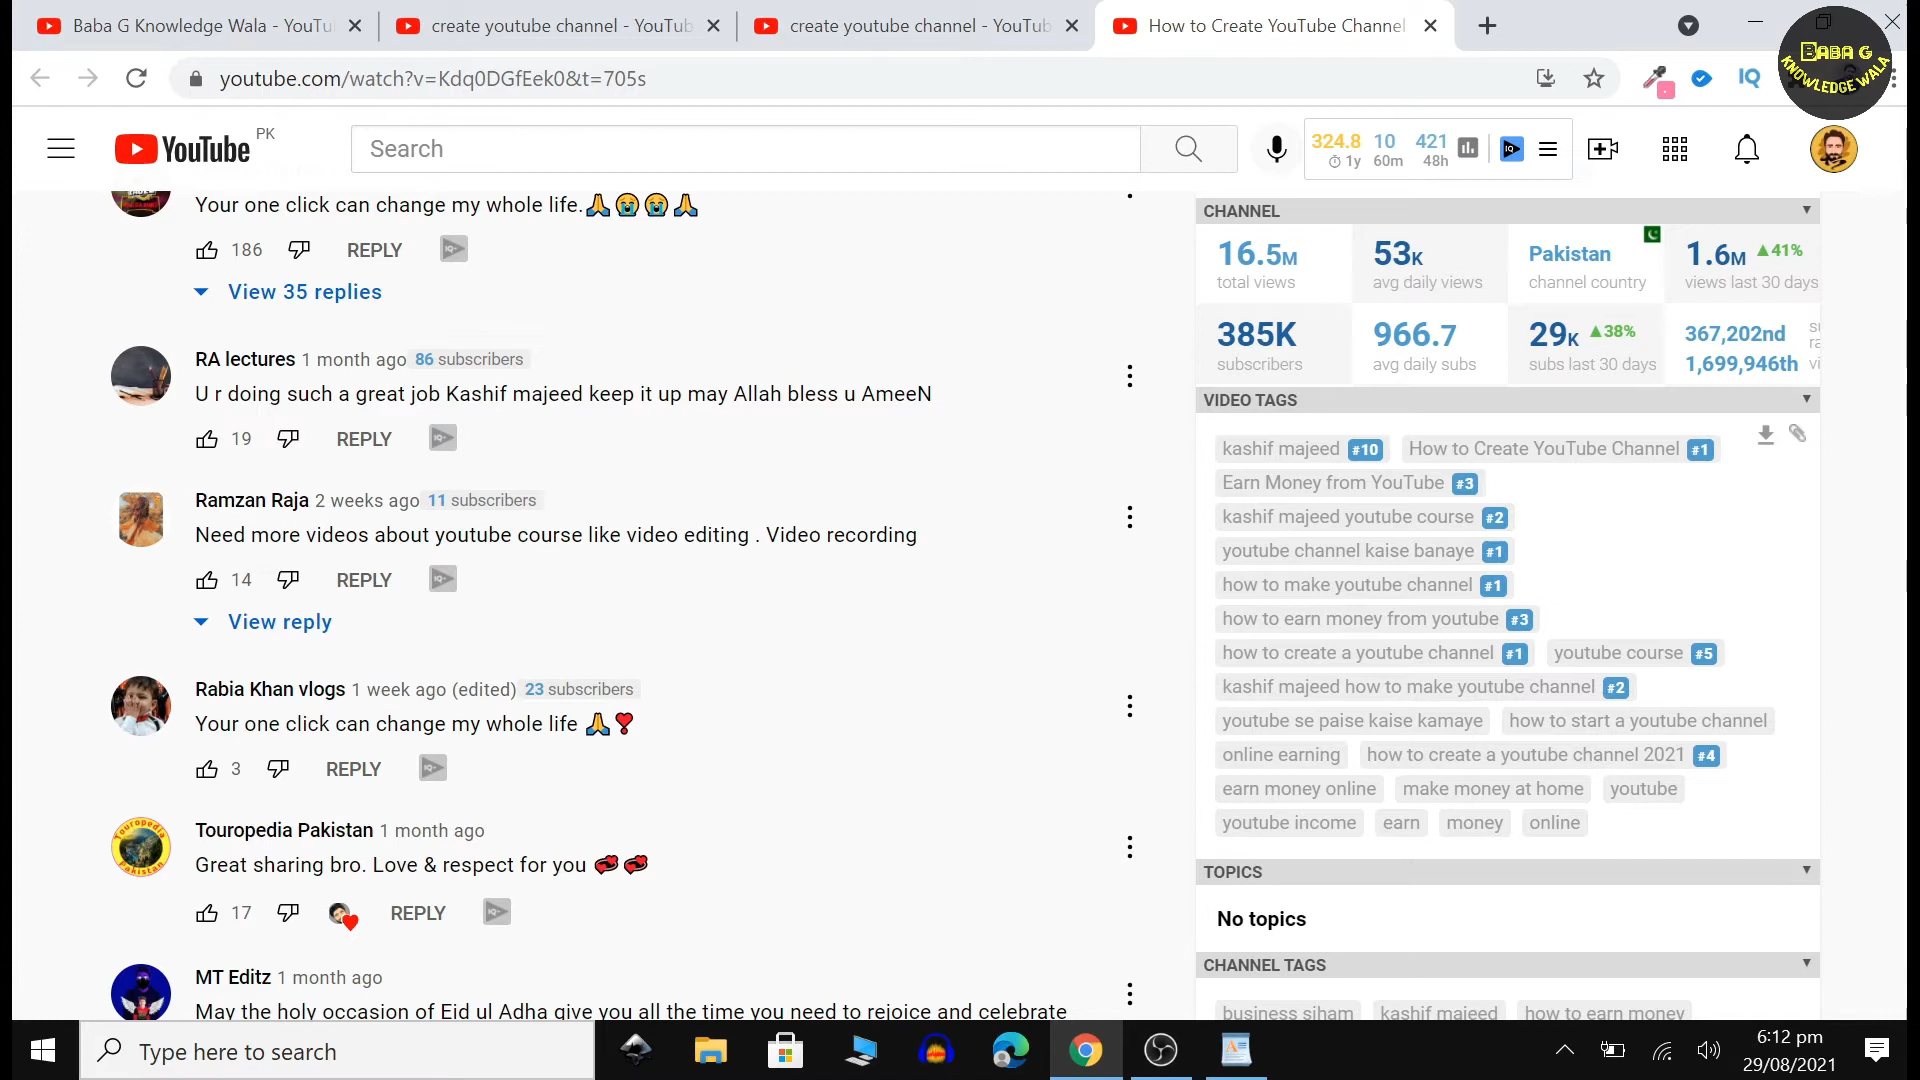 Baba G Knowledge Wala - YouTu
create youtube channel - YouTub
create youtube channel - YouTub
How to Create YouTube Channel
BABA G
KNOWLEDGE WALA
youtube.com/watch?v=Kdq0DGfEek0&t=705s
IQ
YouTube PK
Search
324.8 10 421
1y 60m 48h
Your one click can change my whole life.🙏😭😭🙏
186 REPLY
View 35 replies
RA lectures 1 month ago 86 subscribers
U r doing such a great job Kashif majeed keep it up may Allah bless u AmeeN
19 REPLY
Ramzan Raja 2 weeks ago 11 subscribers
Need more videos about youtube course like video editing . Video recording
14 REPLY
View reply
Rabia Khan vlogs 1 week ago (edited) 23 subscribers
Your one click can change my whole life 🙏❣
3 REPLY
Touropedia Pakistan 1 month ago
Great sharing bro. Love & respect for you 💞💞
17 REPLY
MT Editz 1 month ago
May the holy occasion of Eid ul Adha give you all the time you need to rejoice and celebrate
CHANNEL
16.5M 53K Pakistan 1.6M ▲41%
total views avg daily views channel country views last 30 days
385K 966.7 29K ▲38% 367,202nd
subscribers avg daily subs subs last 30 days 1,699,946th
VIDEO TAGS
kashif majeed #10 How to Create YouTube Channel #1
Earn Money from YouTube #3
kashif majeed youtube course #2
youtube channel kaise banaye #1
how to make youtube channel #1
how to earn money from youtube #3
how to create a youtube channel #1 youtube course #5
kashif majeed how to make youtube channel #2
youtube se paise kaise kamaye how to start a youtube channel
online earning how to create a youtube channel 2021 #4
earn money online make money at home youtube
youtube income earn money online
TOPICS
No topics
CHANNEL TAGS
business siham kashif majeed how to earn money
Type here to search
6:12 pm
29/08/2021